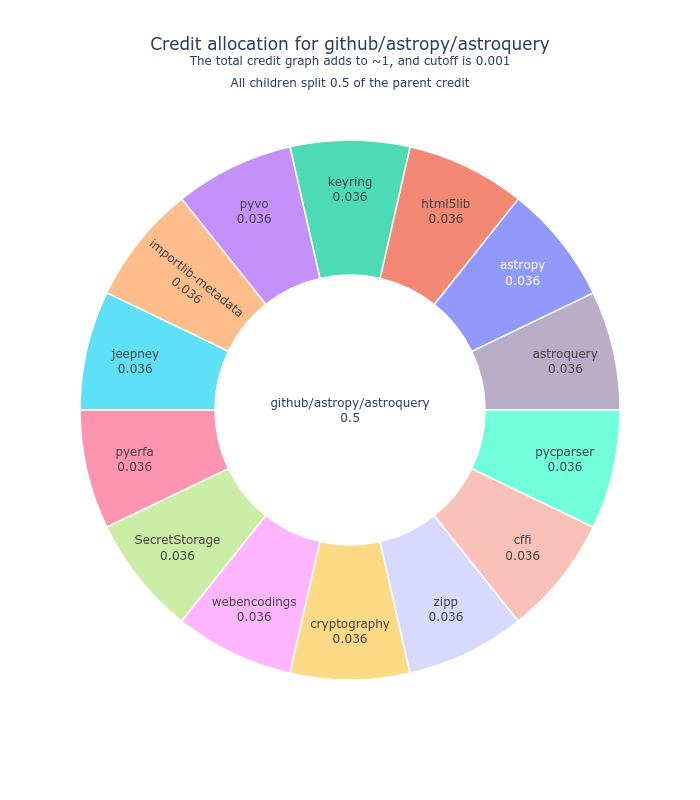 Credit allocation for github/astropy/astroquery
The total credit graph adds to ~1, and cutoff is 0.001
All children split 0.5 of the parent credit
keyring
0.036
html5lib
0.036
astropy
0.036
astroquery
0.036
pycparser
0.036
cffi
0.036
zipp
0.036
cryptography
0.036
webencodings
0.036
SecretStorage
0.036
pyerfa
0.036
jeepney
0.036
importlib-metadata
0.036
pyvo
0.036
github/astropy/astroquery
0.5